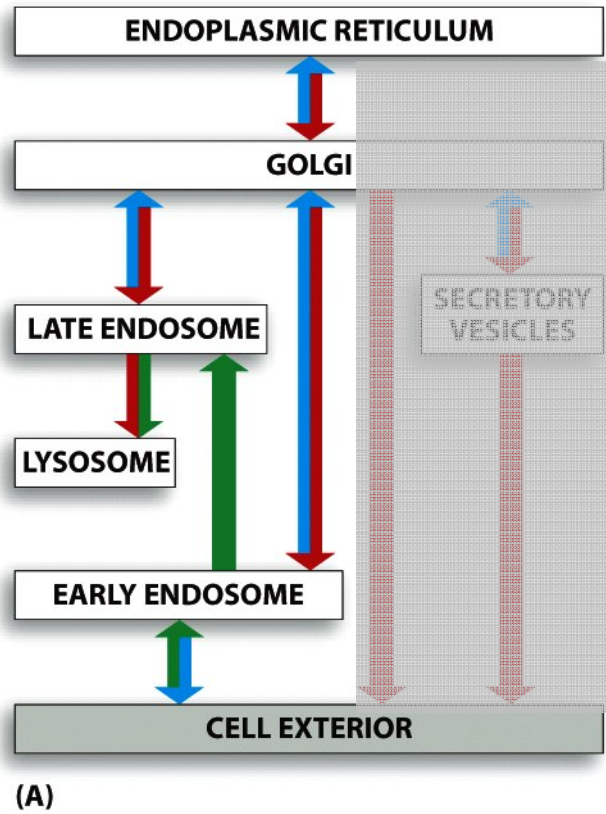 ENDOPLASMIC RETICULUM
GOLGI
SECRETORY
VESICLES
LATE ENDOSOME
LYSOSOME
EARLY ENDOSOME
CELL EXTERIOR
(A)